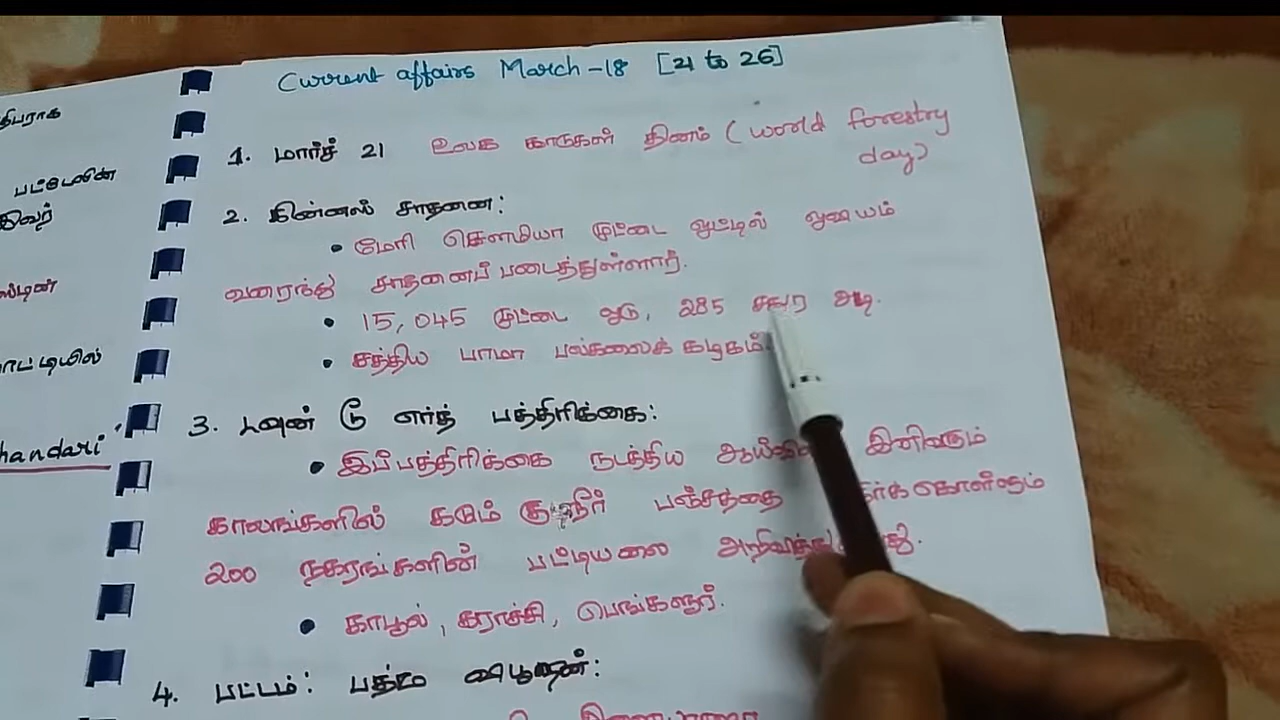 Current affairs March-18 [21 to 26]
திபராக
1. மார்ச் 21 உலக காடுகள் தினம் (world forestry
day)
பட்டேலின்
2. கின்னஸ் சாதனை:
• மேரி சௌமியா முட்டை ஓட்டில் ஓவியம்
வரைந்து சாதனைப் படைத்துள்ளார்.
• 15,045 முட்டை ஓடு, 285 சதுர அடி.
• சத்திய பாமா பல்கலைக் கழகம்.
3. டவுன் டு எர்த் பத்திரிக்கை:
handari
• இப்பத்திரிக்கை நடத்திய இனிவரும்
காலங்களில் கடும் குடிநீர் பஞ்சத்தை
200 நகரங்களின் பட்டியலை
• காபூல், கராச்சி, பெங்களூர்.
4. பட்டம்: பத்ம விபூஷன்: